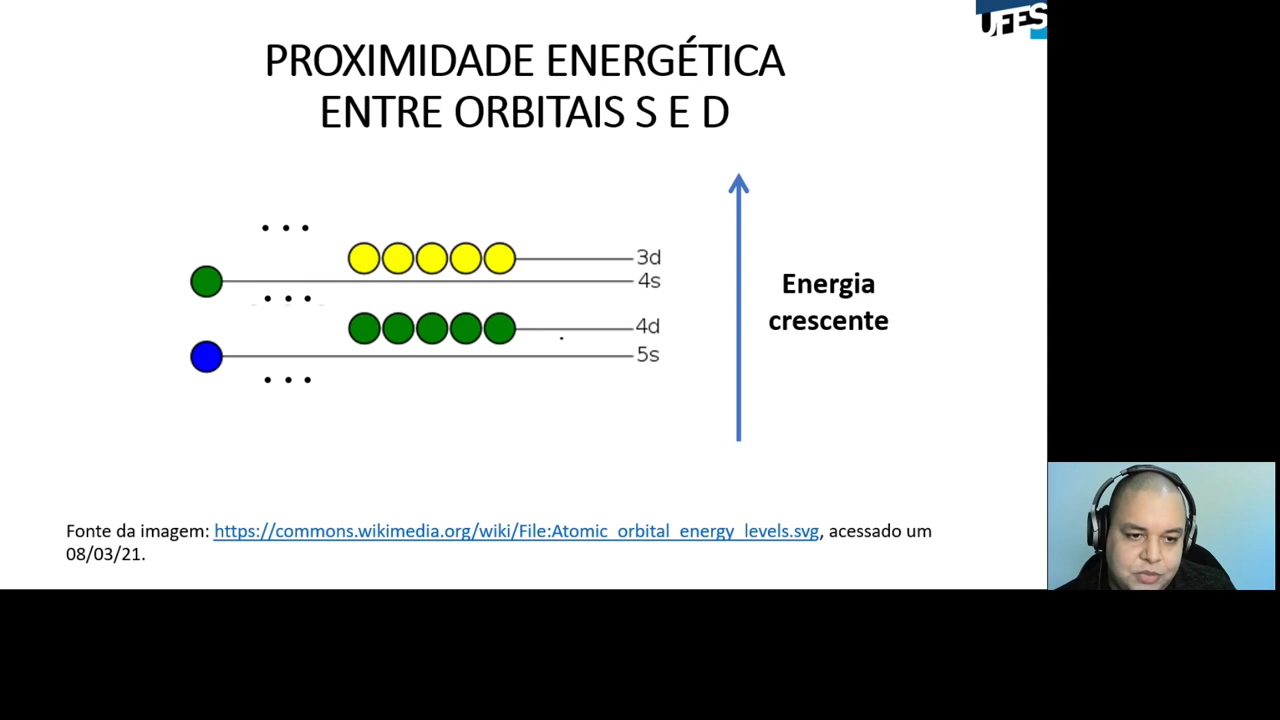 UFES
PROXIMIDADE ENERGÉTICA
ENTRE ORBITAIS S E D
3d
4s
4d
5s
Energia
crescente
Fonte da imagem: https://commons.wikimedia.org/wiki/File:Atomic_orbital_energy_levels.svg, acessado um
08/03/21.